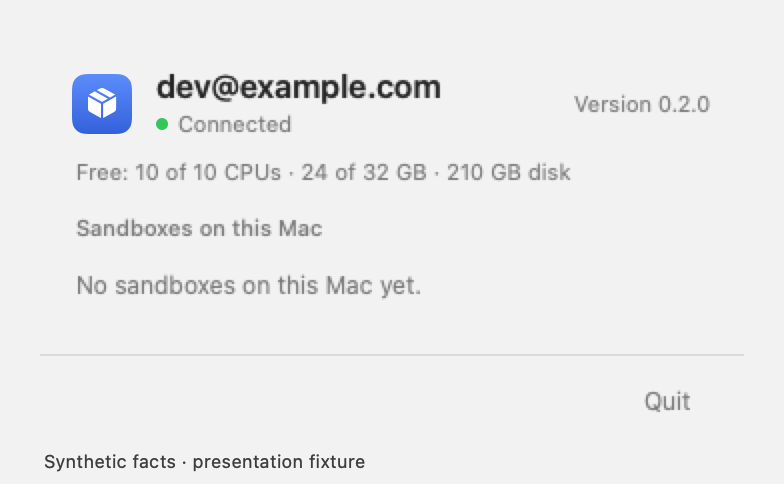 dev@example.com
Version 0.2.0
Connected
Free: 10 of 10 CPUs · 24 of 32 GB · 210 GB disk
Sandboxes on this Mac
No sandboxes on this Mac yet.
Quit
Synthetic facts · presentation fixture